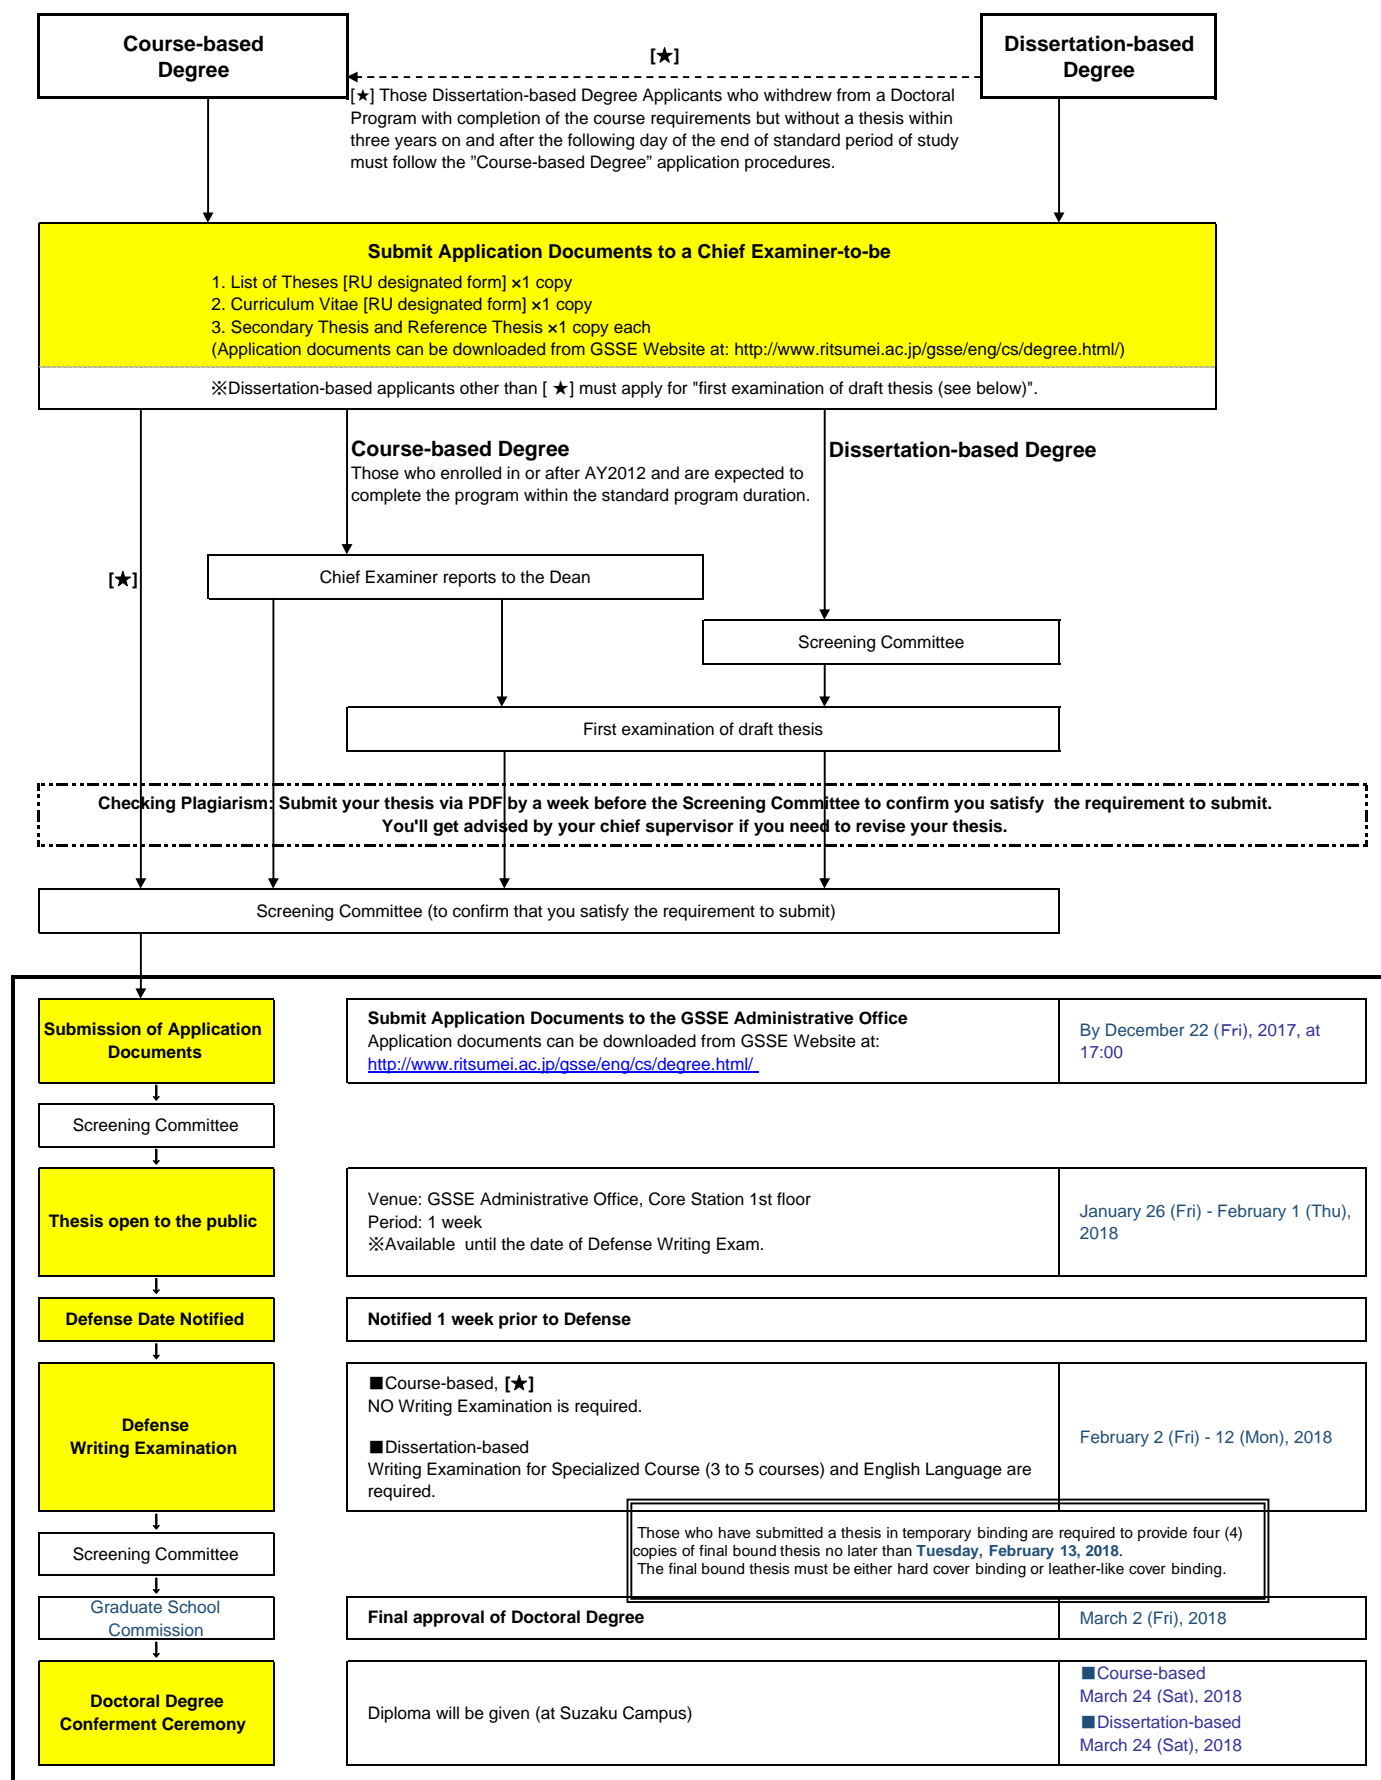 Course-based
Degree
[★]
Dissertation-based
Degree
[★] Those Dissertation-based Degree Applicants who withdrew from a Doctoral
Program with completion of the course requirements but without a thesis within
three years on and after the following day of the end of standard period of study
must follow the ”Course-based Degree” application procedures.
Submit Application Documents to a Chief Examiner-to-be
1. List of Theses [RU designated form] ×1 copy
2. Curriculum Vitae [RU designated form] ×1 copy
3. Secondary Thesis and Reference Thesis ×1 copy each
(Application documents can be downloaded from GSSE Website at: http://www.ritsumei.ac.jp/gsse/eng/cs/degree.html/)
※Dissertation-based applicants other than [ ★] must apply for "first examination of draft thesis (see below)".
Course-based Degree
Those who enrolled in or after AY2012 and are expected to
complete the program within the standard program duration.
Dissertation-based Degree
[★]
Chief Examiner reports to the Dean
Screening Committee
First examination of draft thesis
Checking Plagiarism: Submit your thesis via PDF by a week before the Screening Committee to confirm you satisfy the requirement to submit.
You'll get advised by your chief supervisor if you need to revise your thesis.
Screening Committee (to confirm that you satisfy the requirement to submit)
Submission of Application
Documents
Submit Application Documents to the GSSE Administrative Office
Application documents can be downloaded from GSSE Website at:
http://www.ritsumei.ac.jp/gsse/eng/cs/degree.html/
By December 22 (Fri), 2017, at
17:00
Screening Committee
Thesis open to the public
Venue: GSSE Administrative Office, Core Station 1st floor
Period: 1 week
※Available until the date of Defense Writing Exam.
January 26 (Fri) - February 1 (Thu),
2018
Defense Date Notified
Notified 1 week prior to Defense
Defense
Writing Examination
■Course-based, [★]
NO Writing Examination is required.
■Dissertation-based
Writing Examination for Specialized Course (3 to 5 courses) and English Language are
required.
February 2 (Fri) - 12 (Mon), 2018
Those who have submitted a thesis in temporary binding are required to provide four (4)
copies of final bound thesis no later than Tuesday, February 13, 2018.
The final bound thesis must be either hard cover binding or leather-like cover binding.
Screening Committee
Graduate School
Commission
Final approval of Doctoral Degree
March 2 (Fri), 2018
Doctoral Degree
Conferment Ceremony
Diploma will be given (at Suzaku Campus)
■Course-based
March 24 (Sat), 2018
■Dissertation-based
March 24 (Sat), 2018